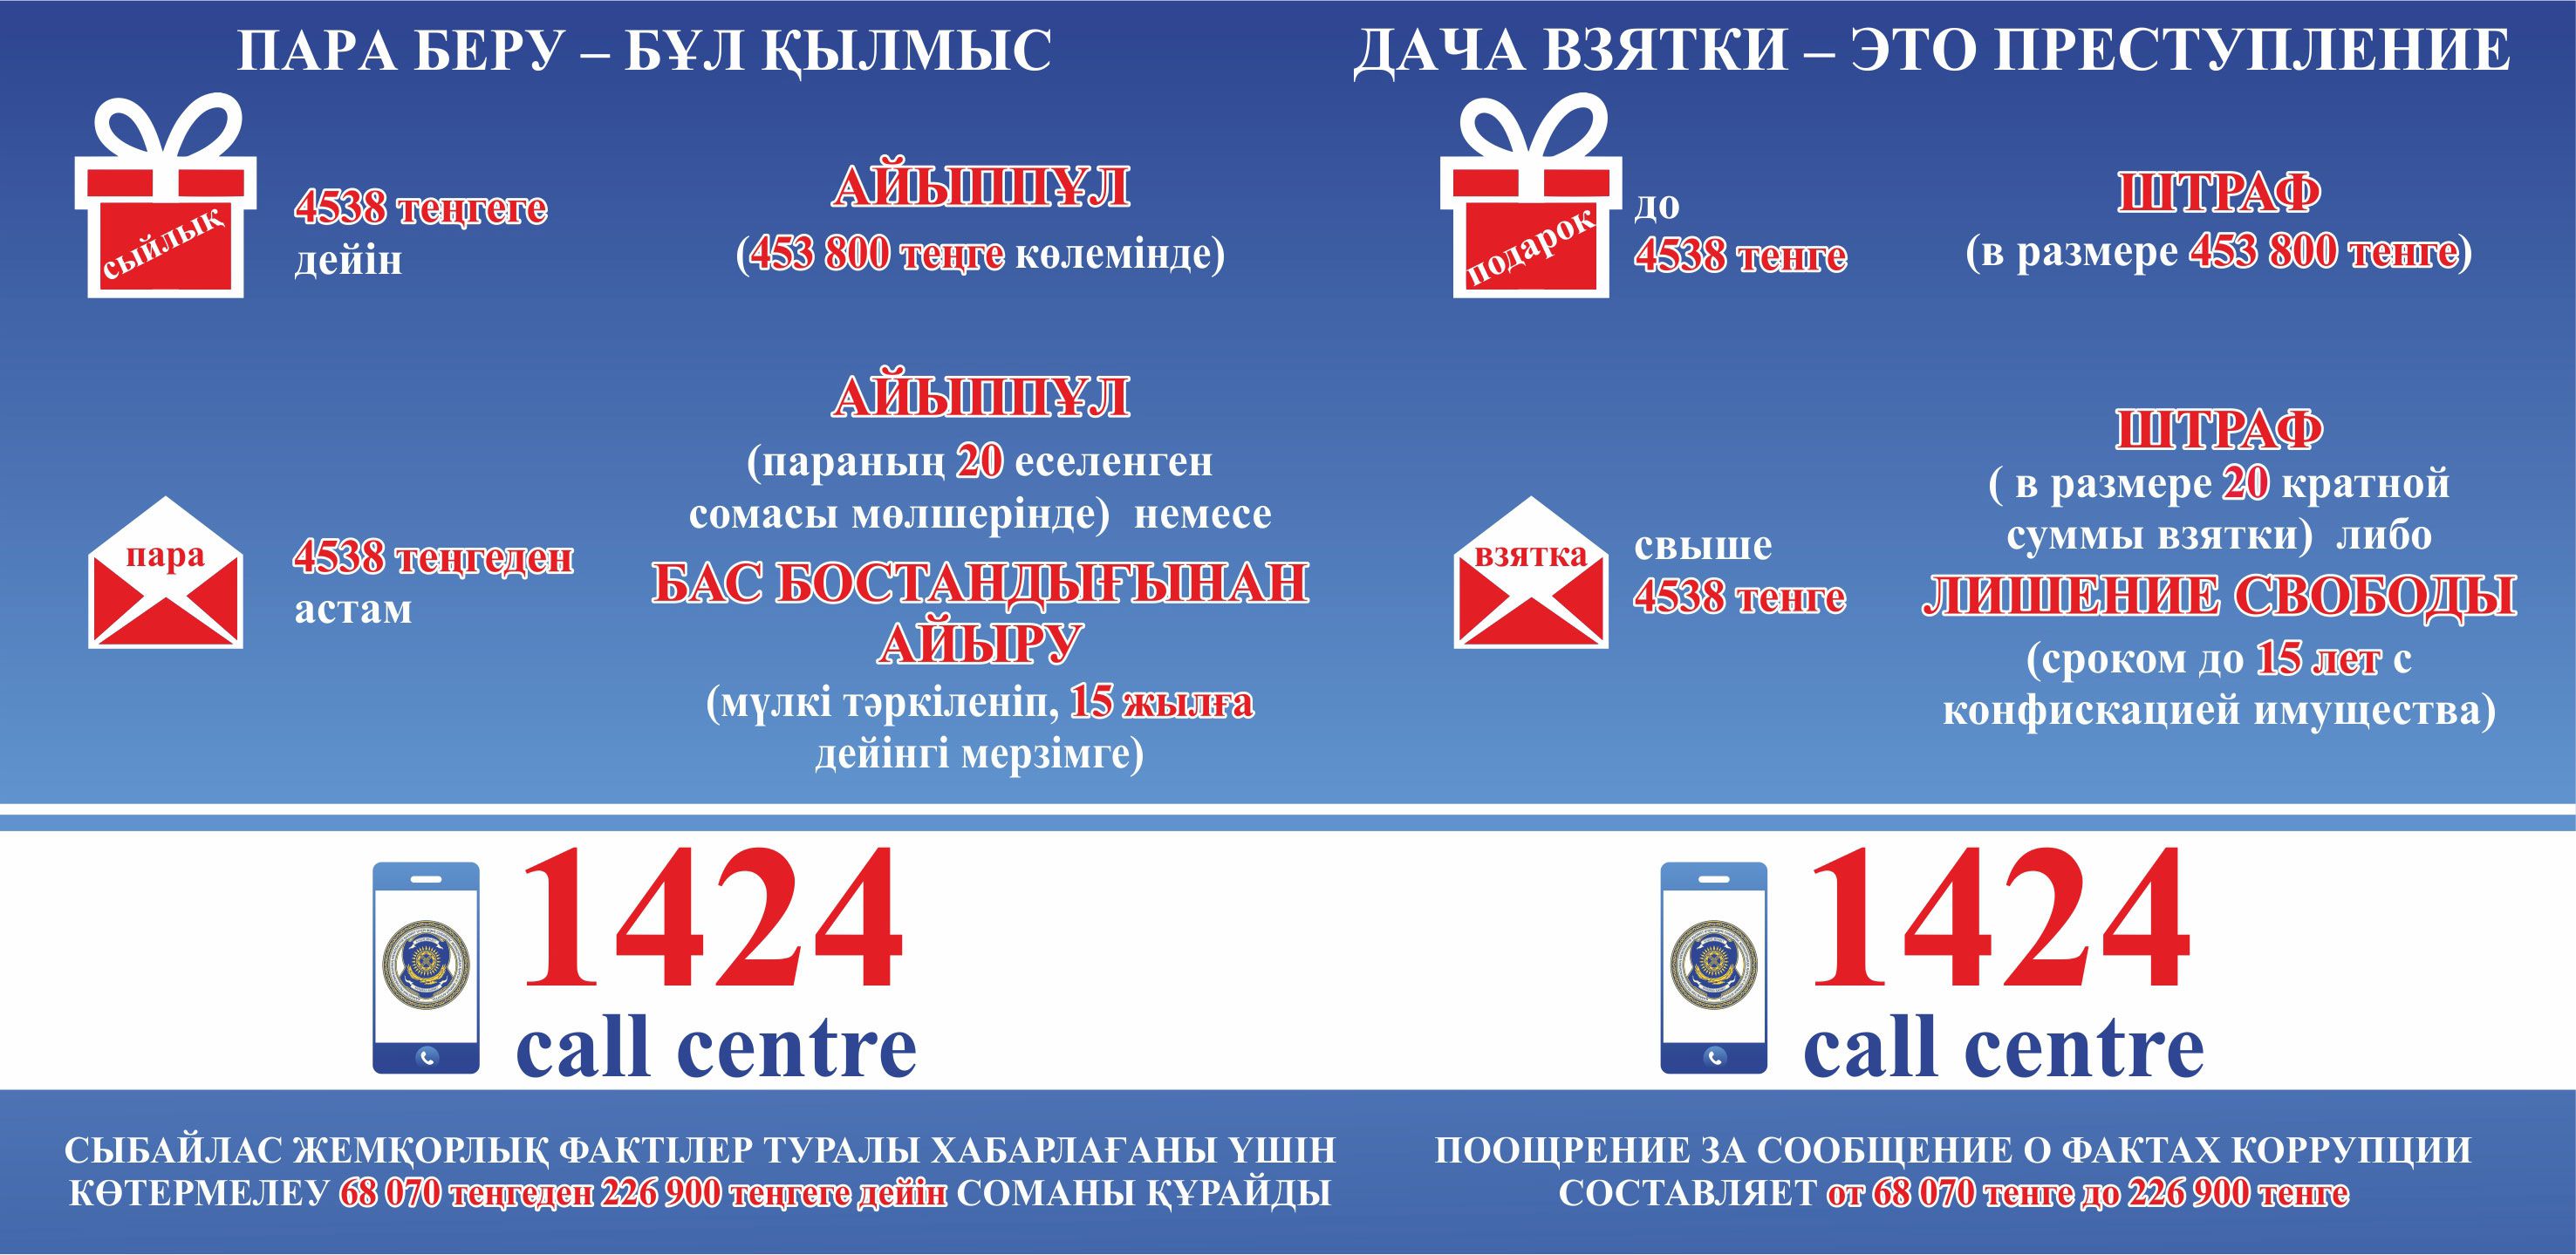 ПАРА БЕРУ – БҰЛ ҚЫЛМЫС
сыйлық
4538 теңгеге
дейін
АЙЫППҰЛ
(453 800 теңге көлемінде)
пара
4538 теңгеден
астам
АЙЫППҰЛ
(параның 20 еселенген
сомасы мөлшерінде) немесе
БАС БОСТАНДЫҒЫНАН
АЙЫРУ
(мүлкі тәркіленіп, 15 жылға
дейінгі мерзімге)
ДАЧА ВЗЯТКИ – ЭТО ПРЕСТУПЛЕНИЕ
подарок
до
4538 тенге
ШТРАФ
(в размере 453 800 тенге)
взятка
свыше
4538 тенге
ШТРАФ
( в размере 20 кратной
суммы взятки) либо
ЛИШЕНИЕ СВОБОДЫ
(сроком до 15 лет с
конфискацией имущества)
1424
call centre
1424
call centre
СЫБАЙЛАС ЖЕМҚОРЛЫҚ ФАКТІЛЕР ТУРАЛЫ ХАБАРЛАҒАНЫ ҮШІН
КӨТЕРМЕЛЕУ 68 070 теңгеден 226 900 теңгеге дейін СОМАНЫ ҚҰРАЙДЫ
ПООЩРЕНИЕ ЗА СООБЩЕНИЕ О ФАКТАХ КОРРУПЦИИ
СОСТАВЛЯЕТ от 68 070 тенге до 226 900 тенге